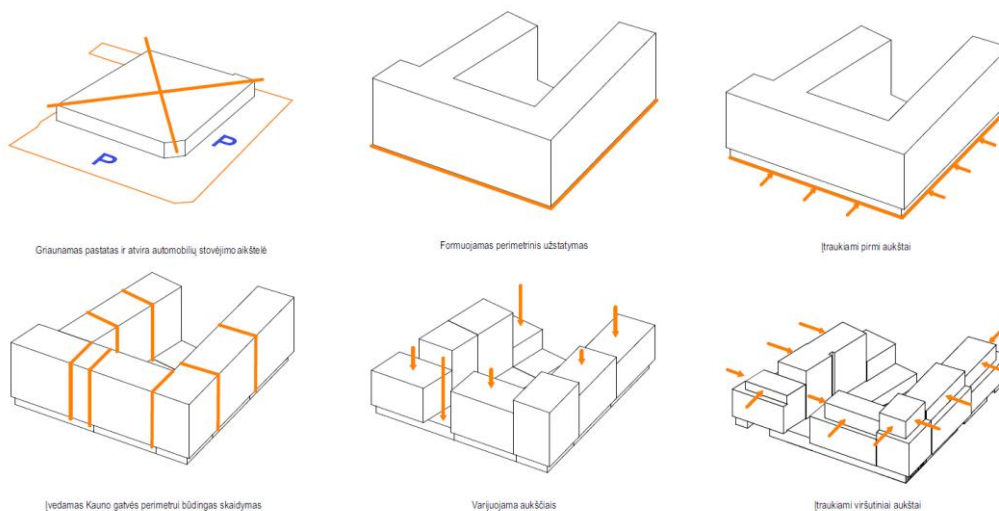 P
P
Griaunamas pastatas ir atvira automobilių stovėjimo aikštelė
Formuojamas perimetrinis užstatymas
Įtraukiami pirmi aukštai
Įvedamas Kauno gatvės perimetrui būdingas skaidymas
Varijuojama aukščiais
Įtraukiami viršutiniai aukštai